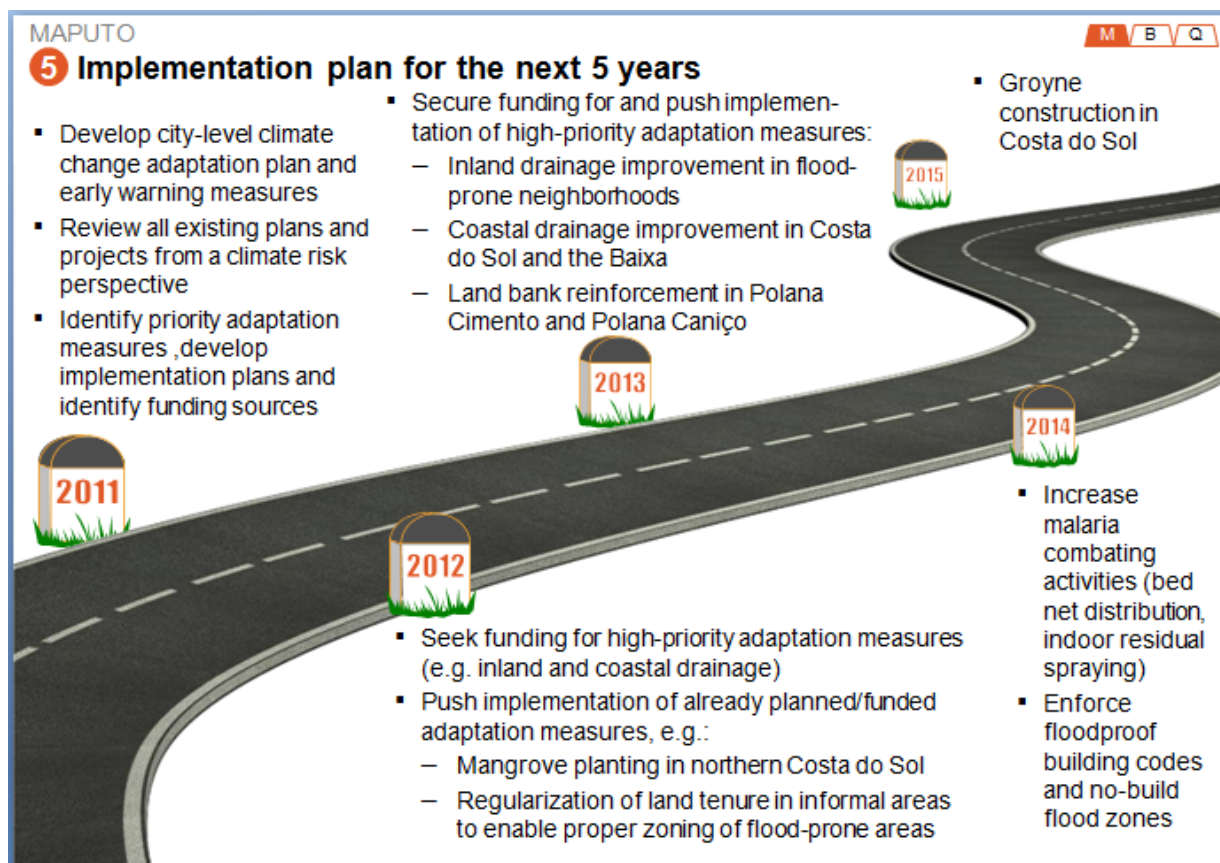 MAPUTO
M B Q
5 Implementation plan for the next 5 years
▪ Develop city-level climate
change adaptation plan and
early warning measures
▪ Review all existing plans and
projects from a climate risk
perspective
▪ Identify priority adaptation
measures ,develop
implementation plans and
identify funding sources
2011
▪ Seek funding for high-priority adaptation measures
(e.g. inland and coastal drainage)
▪ Push implementation of already planned/funded
adaptation measures, e.g.:
– Mangrove planting in northern Costa do Sol
– Regularization of land tenure in informal areas
to enable proper zoning of flood-prone areas
2012
▪ Secure funding for and push implemen-
tation of high-priority adaptation measures:
– Inland drainage improvement in flood-
prone neighborhoods
– Coastal drainage improvement in Costa
do Sol and the Baixa
– Land bank reinforcement in Polana
Cimento and Polana Caniço
2013
2014
▪ Increase
malaria
combating
activities (bed
net distribution,
indoor residual
spraying)
▪ Enforce
floodproof
building codes
and no-build
flood zones
▪ Groyne
construction in
Costa do Sol
2015